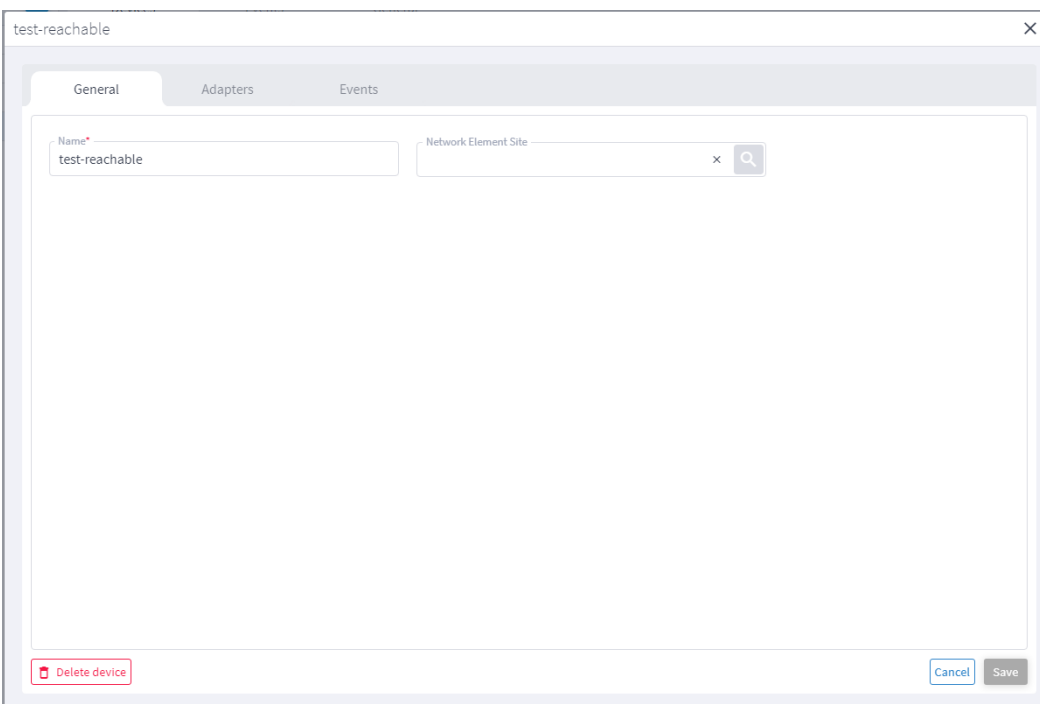 test-reachable
General
Adapters
Events
Name*
test-reachable
Network Element Site
Delete device
Cancel
Save